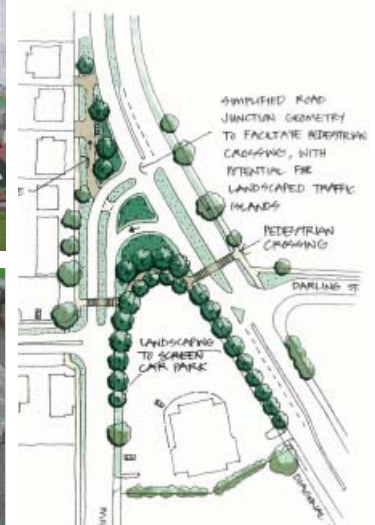 SIMPLIFIED ROAD
JUNCTION GEOMETRY
TO FACILTATE PEDESTRIAN
CROSSING, WITH
POTENTIAL FOR
LANDSCAPED TRAFFIC
ISLANDS
PEDESTRIAN
CROSSING
DARLING ST.
LANDSCAPING
TO SCREEN
CAR PARK